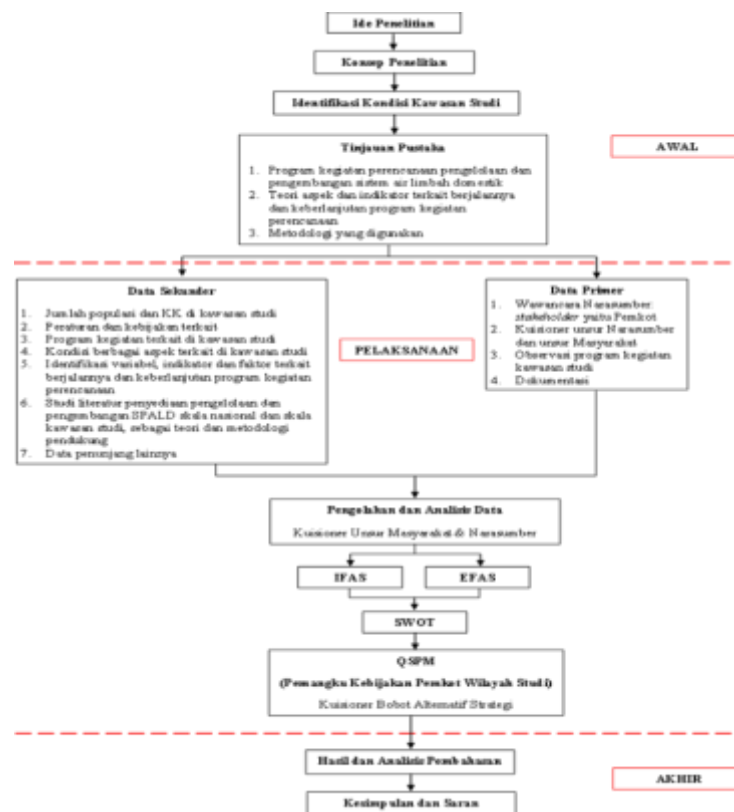 Ide Penelitian
Konsep Penelitian
Identifikasi Kondisi Kawasan Studi
Tinjauan Pustaka
1. Program kegiatan perencanaan pengelolaan dan
pengembangan sistem air limbah domestik
2. Teori aspek dan indikator terkait berjalannya
dan keberlanjutan program kegiatan
perencanaan
3. Metodologi yang digunakan
AWAL
Data Sekunder
1. Jumlah populasi dan KK di kawasan studi
2. Peraturan dan kebijakan terkait
3. Program kegiatan terkait di kawasan studi
4. Kondisi berbagai aspek terkait di kawasan studi
5. Identifikasi variabel, indikator dan faktor terkait
berjalannya dan keberlanjutan program kegiatan
perencanaan
6. Studi literatur penyediaan pengelolaan dan
pengembangan SPALD skala nasional dan skala
kawasan studi, sebagai teori dan metodologi
pendukung
7. Data penunjang lainnya
PELAKSANAAN
Data Primer
1. Wawancara Narasumber:
stakeholder yaitu Pemkot
2. Kuisioner unsur Narasumber
dan unsur Masyarakat
3. Observasi program kegiatan
kawasan studi
4. Dokumentasi
Pengolahan dan Analisis Data
Kuisioner Unsur Masyarakat & Narasumber
IFAS
EFAS
SWOT
QSPM
(Pemangku Kebijakan Pemkot Wilayah Studi)
Kuisioner Bobot Alternatif Strategi
Hasil dan Analisis Pembahasan
AKHIR
Kesimpulan dan Saran